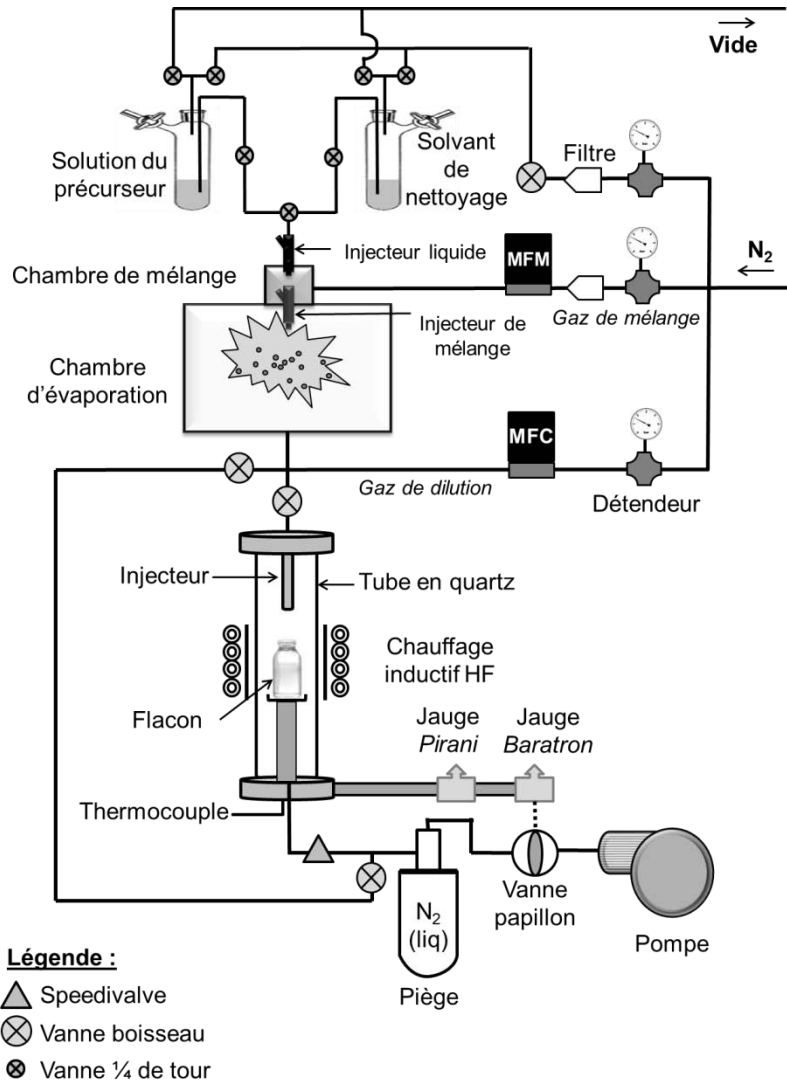 Vide
Solution du
précurseur
Solvant
de
nettoyage
Filtre
Injecteur liquide
MFM
N₂
Chambre de mélange
Gaz de mélange
Injecteur de
mélange
Chambre
d'évaporation
MFC
Gaz de dilution
Détendeur
Injecteur
Tube en quartz
Chauffage
inductif HF
Flacon
Jauge
Pirani
Jauge
Baratron
Thermocouple
Vanne
papillon
N₂
(liq)
Pompe
Piège
Légende :
Speedivalve
Vanne boisseau
Vanne ¼ de tour